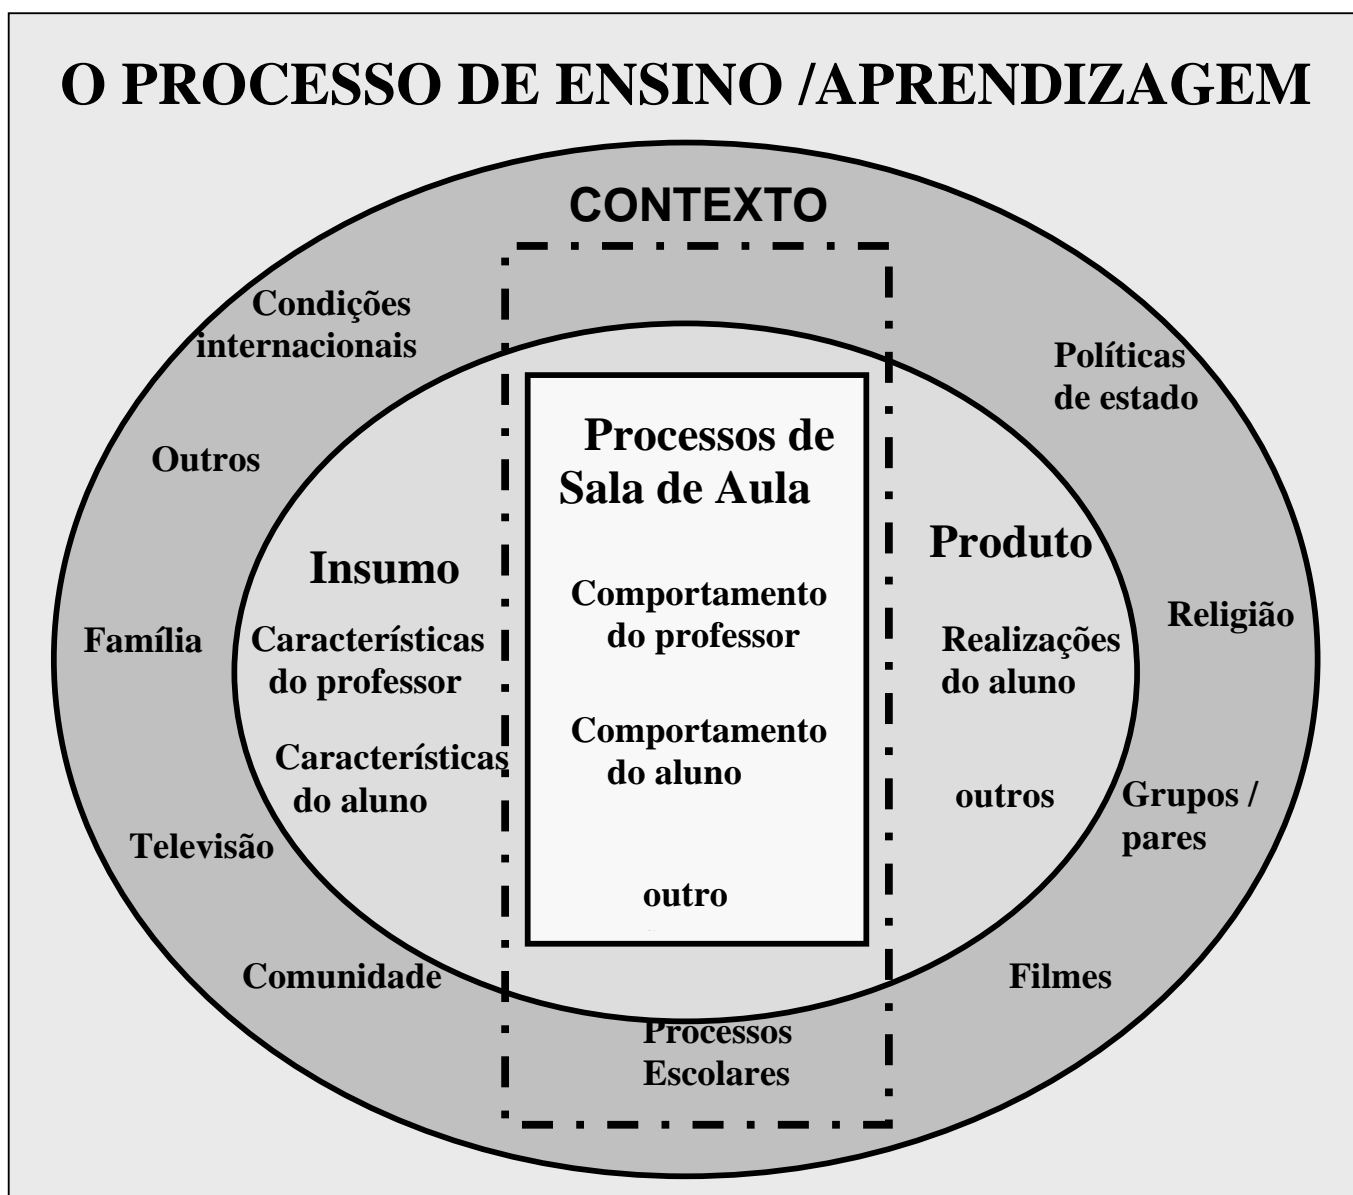 O PROCESSO DE ENSINO /APRENDIZAGEM
CONTEXTO
Condições
internacionais
Políticas
de estado
Outros
Processos de
Sala de Aula
Insumo
Produto
Família
Características
do professor
Comportamento
do professor
Realizações
do aluno
Religião
Características
do aluno
Comportamento
do aluno
outros
Grupos /
pares
Televisão
outro
Comunidade
Filmes
Processos
Escolares